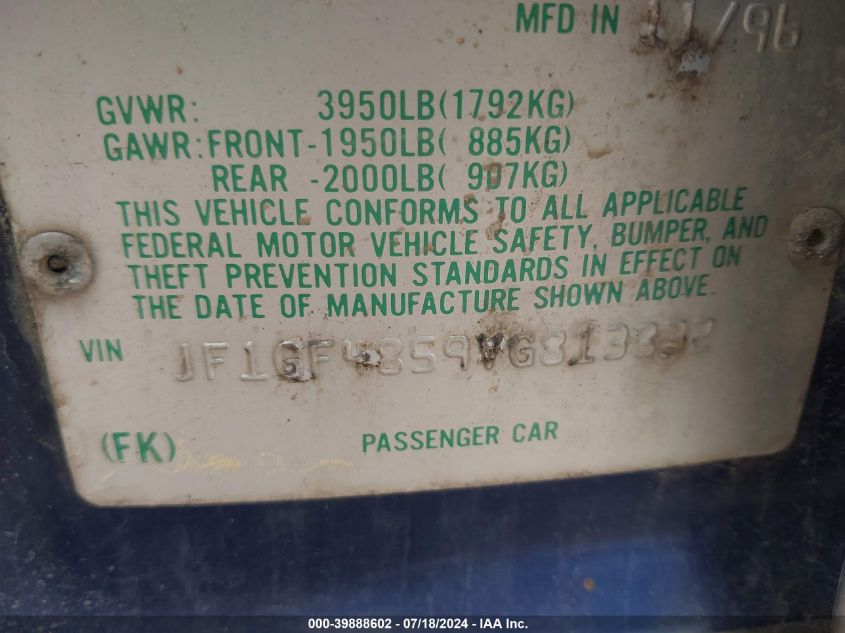 MFD IN 11/96
GVWR: 3950LB(1792KG)
GAWR:FRONT-1950LB( 885KG)
REAR -2000LB( 907KG)
THIS VEHICLE CONFORMS TO ALL APPLICABLE
FEDERAL MOTOR VEHICLE SAFETY, BUMPER, AND
THEFT PREVENTION STANDARDS IN EFFECT ON
THE DATE OF MANUFACTURE SHOWN ABOVE.
VIN
(FK) PASSENGER CAR
000-39888602 / 07/18/2024 - IAA Inc.